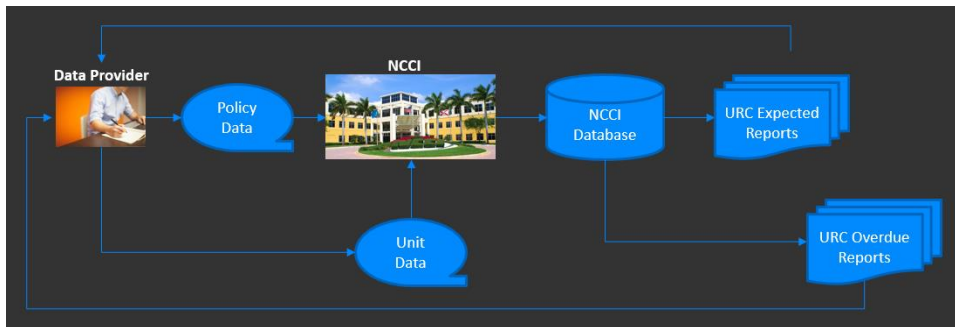 Data Provider
Policy
Data
NCCI
NCCI
Database
URC Expected
Reports
Unit
Data
URC Overdue
Reports